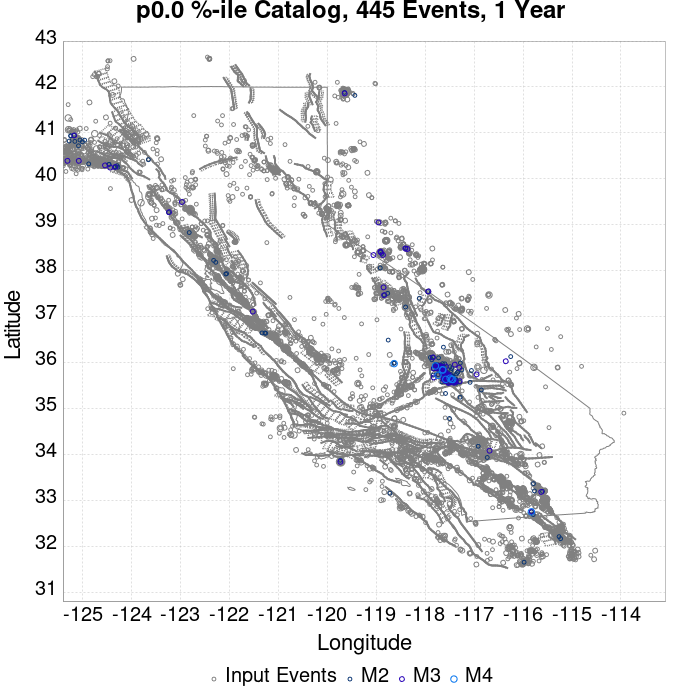 p0.0 %-ile Catalog, 445 Events, 1 Year
43
42
41
40
39
38
37
36
35
34
33
32
31
Latitude
-125 -124 -123 -122 -121 -120 -119 -118 -117 -116 -115 -114
Longitude
Input Events M2 M3 M4